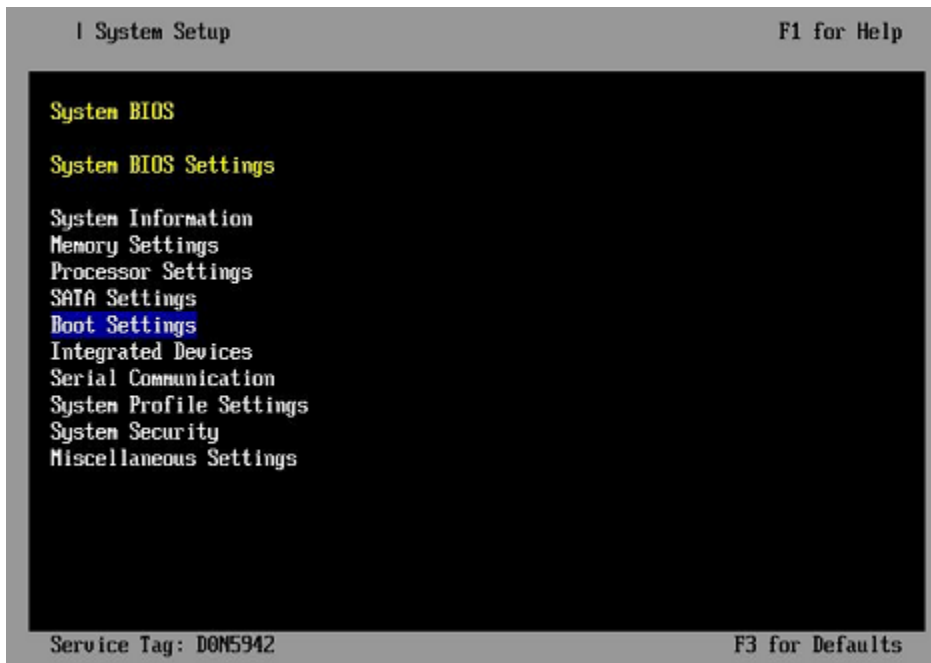 | System Setup F1 for Help
System BIOS
System BIOS Settings
System Information
Memory Settings
Processor Settings
SATA Settings
Boot Settings
Integrated Devices
Serial Communication
System Profile Settings
System Security
Miscellaneous Settings
Service Tag: D0N5942 F3 for Defaults